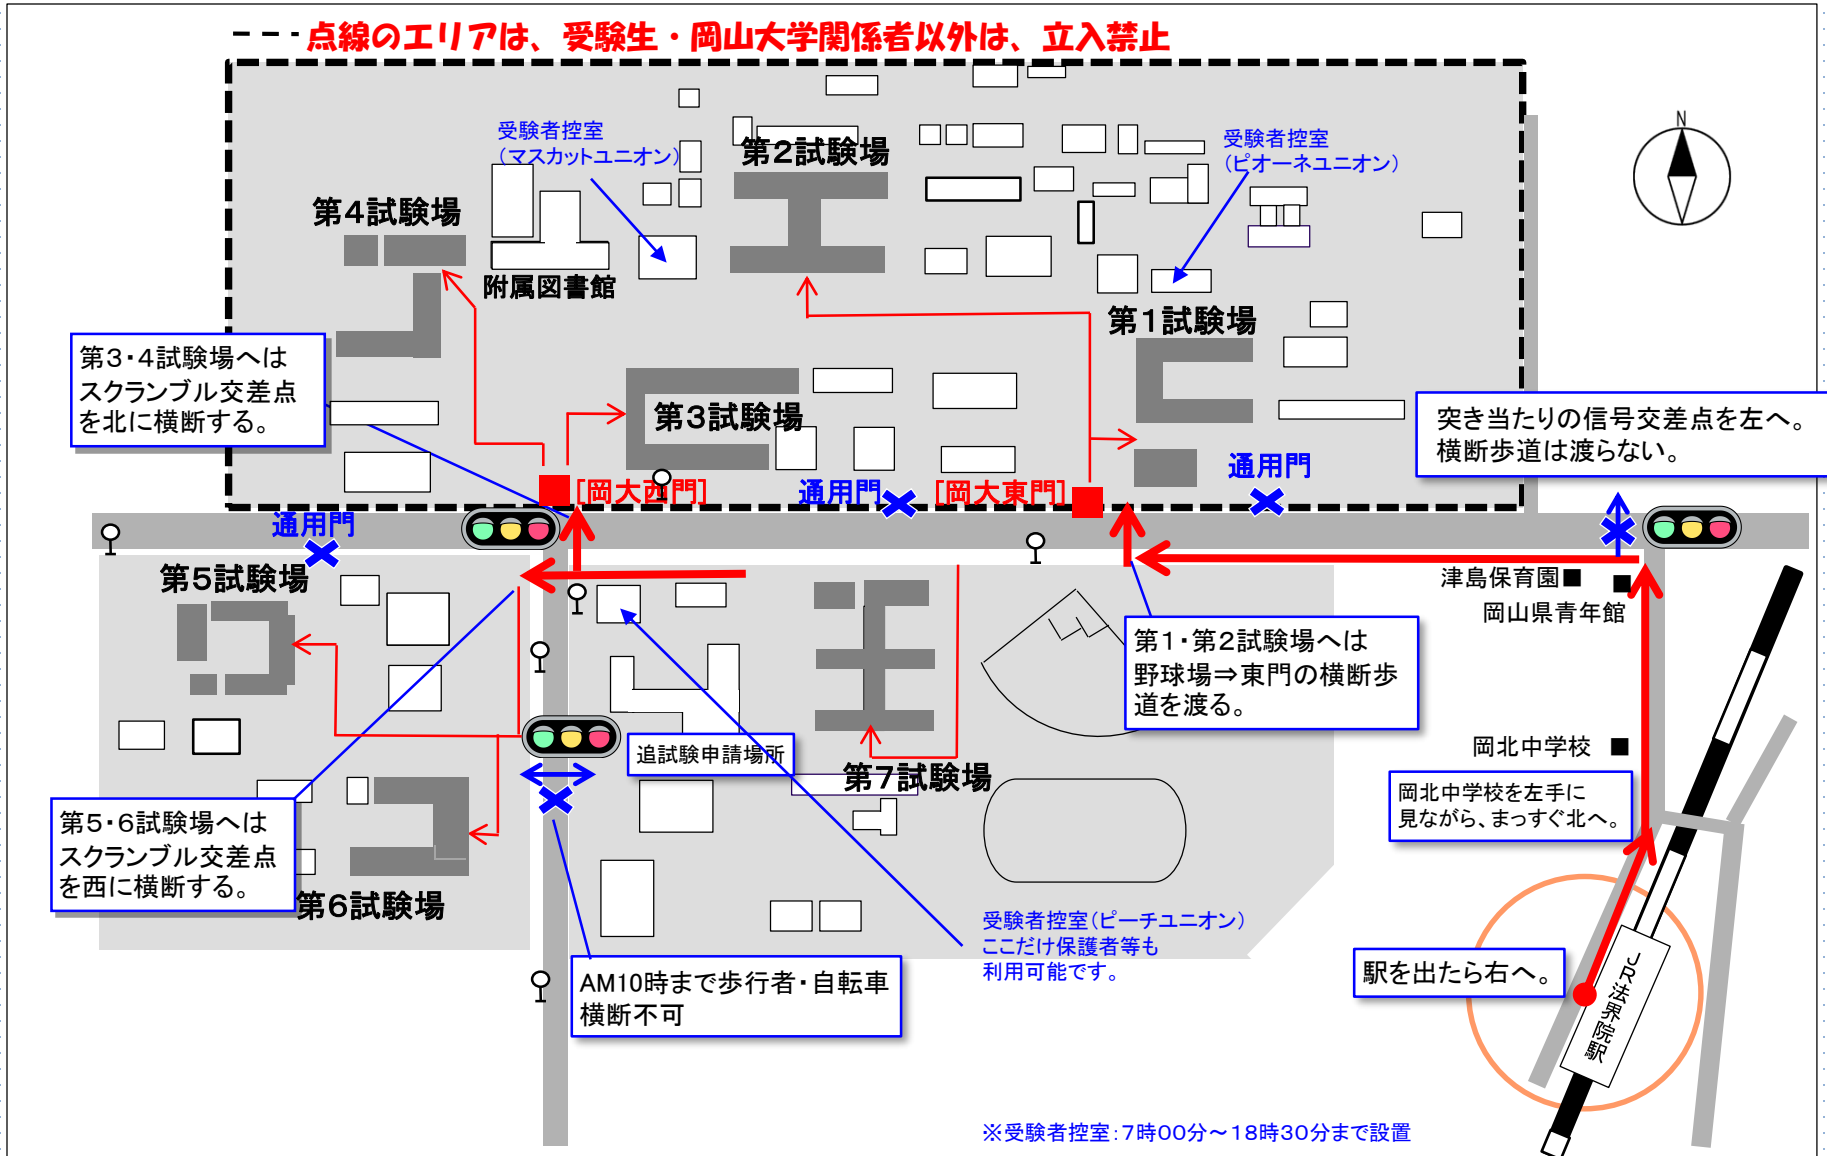 点線のエリアは、受験生・岡山大学関係者以外は、立入禁止
N
受験者控室
(マスカットユニオン)
第2試験場
受験者控室
(ピオーネユニオン)
第4試験場
附属図書館
第1試験場
第3・4試験場へは
スクランブル交差点
を北に横断する。
第3試験場
突き当たりの信号交差点を左へ。
横断歩道は渡らない。
通用門
[岡大西門]
通用門
[岡大東門]
通用門
第5試験場
津島保育園■
■
岡山県青年館
第1・第2試験場へは
野球場⇒東門の横断歩
道を渡る。
追試験申請場所
第7試験場
岡北中学校 ■
岡北中学校を左手に
見ながら、まっすぐ北へ。
第5・6試験場へは
スクランブル交差点
を西に横断する。
第6試験場
受験者控室(ピーチユニオン)
ここだけ保護者等も
利用可能です。
AM10時まで歩行者・自転車
横断不可
駅を出たら右へ。
JR法界院駅
※受験者控室:7時00分~18時30分まで設置